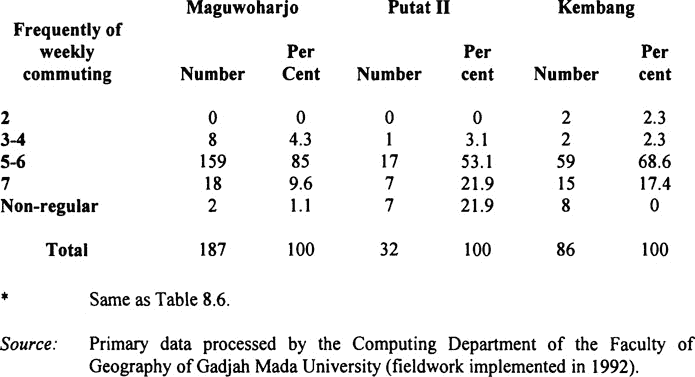 Maguwoharjo Putat II Kembang
Frequently of weekly commuting Number Per Cent Number Per cent Number Per cent
2 0 0 0 0 2 2.3
3-4 8 4.3 1 3.1 2 2.3
5-6 159 85 17 53.1 59 68.6
7 18 9.6 7 21.9 15 17.4
Non-regular 2 1.1 7 21.9 8 0
Total 187 100 32 100 86 100
* Same as Table 8.6.
Source: Primary data processed by the Computing Department of the Faculty of
Geography of Gadjah Mada University (fieldwork implemented in 1992).